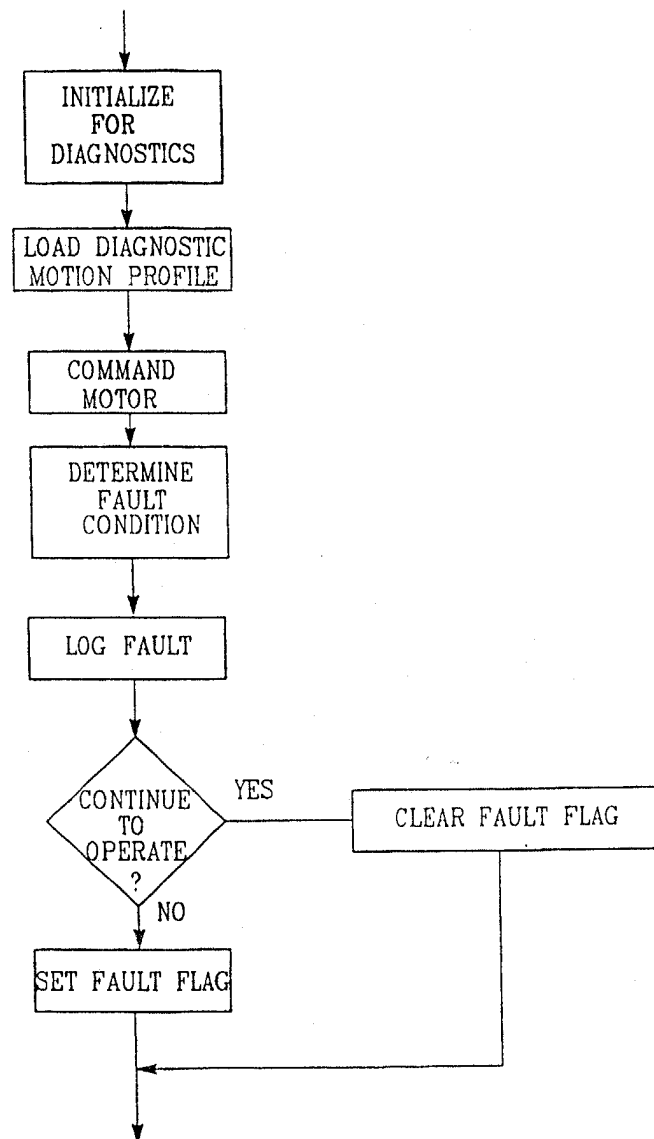 INITIALIZE
FOR
DIAGNOSTICS
LOAD DIAGNOSTIC
MOTION PROFILE
COMMAND
MOTOR
DETERMINE
FAULT
CONDITION
LOG FAULT
CONTINUE
TO
OPERATE
?
YES
CLEAR FAULT FLAG
NO
SET FAULT FLAG